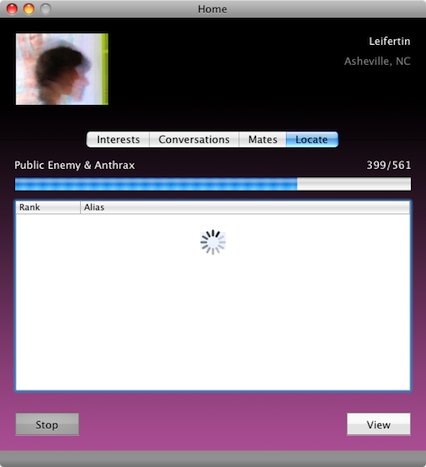 Home
Leifertin
Asheville, NC
Interests Conversations Mates Locate
Public Enemy & Anthrax 399/561
Rank Alias
Stop View